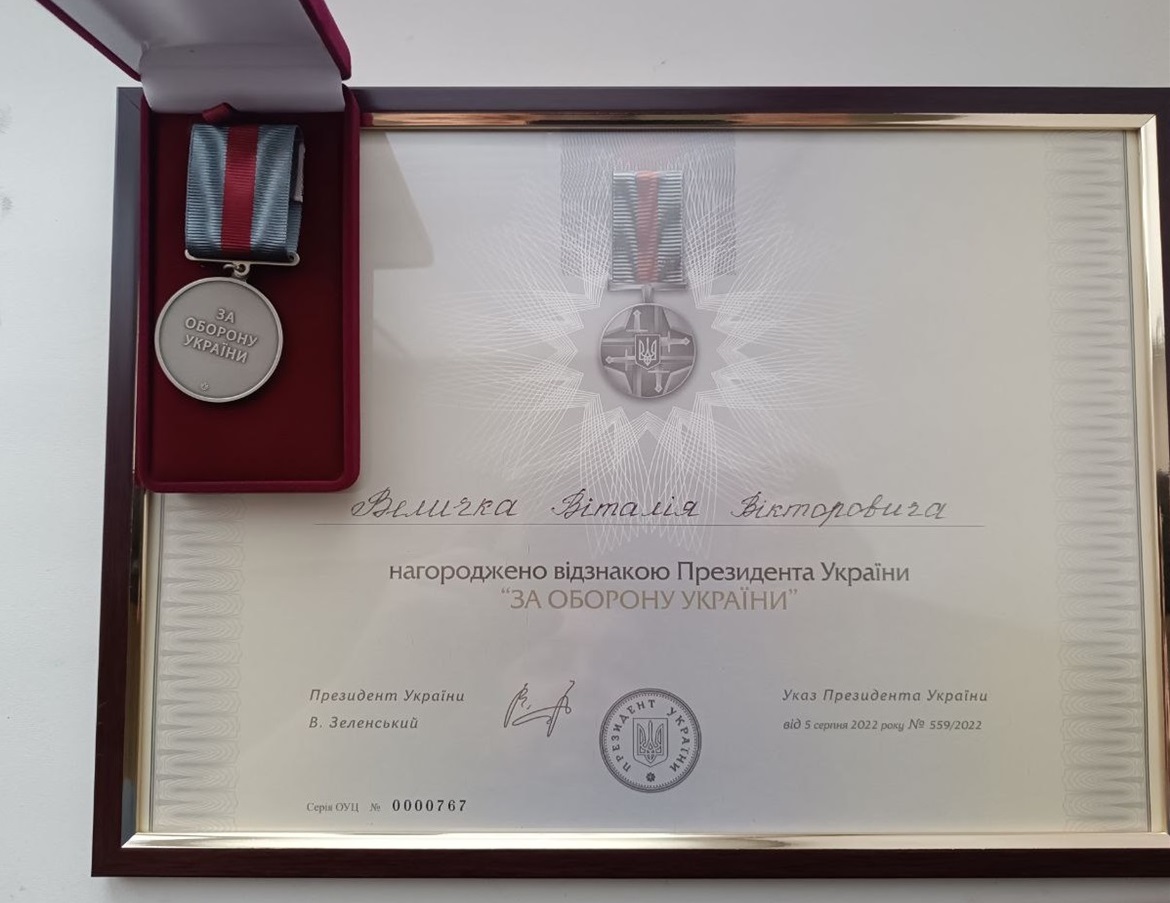 ЗА
ОБОРОНУ
УКРАЇНИ
Величка Віталія Вікторовича
нагороджено відзнакою Президента України
“ЗА ОБОРОНУ УКРАЇНИ”
Президент України
В. Зеленський
ПРЕЗИДЕНТ УКРАЇНИ
Указ Президента України
від 5 серпня 2022 року № 559/2022
Серія ОУЦ № 0000767